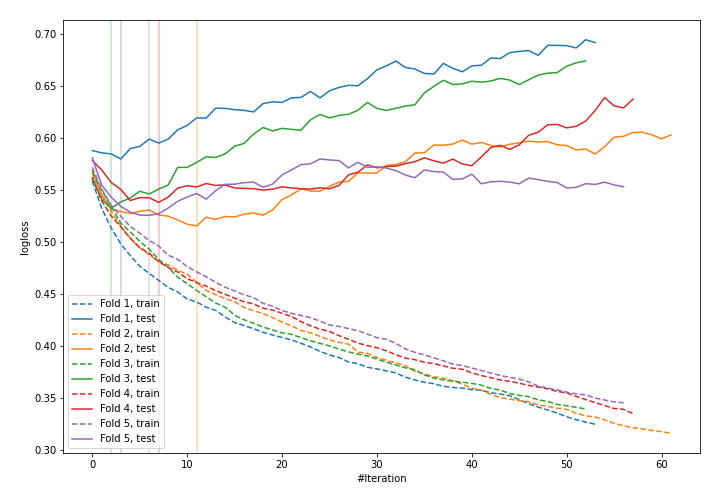 0.70
0.65
0.60
0.55
0.50
0.45
0.40
0.35
0.30
logloss
Fold 1, train
Fold 1, test
Fold 2, train
Fold 2, test
Fold 3, train
Fold 3, test
Fold 4, train
Fold 4, test
Fold 5, train
Fold 5, test
0 10 20 30 40 50 60
#Iteration